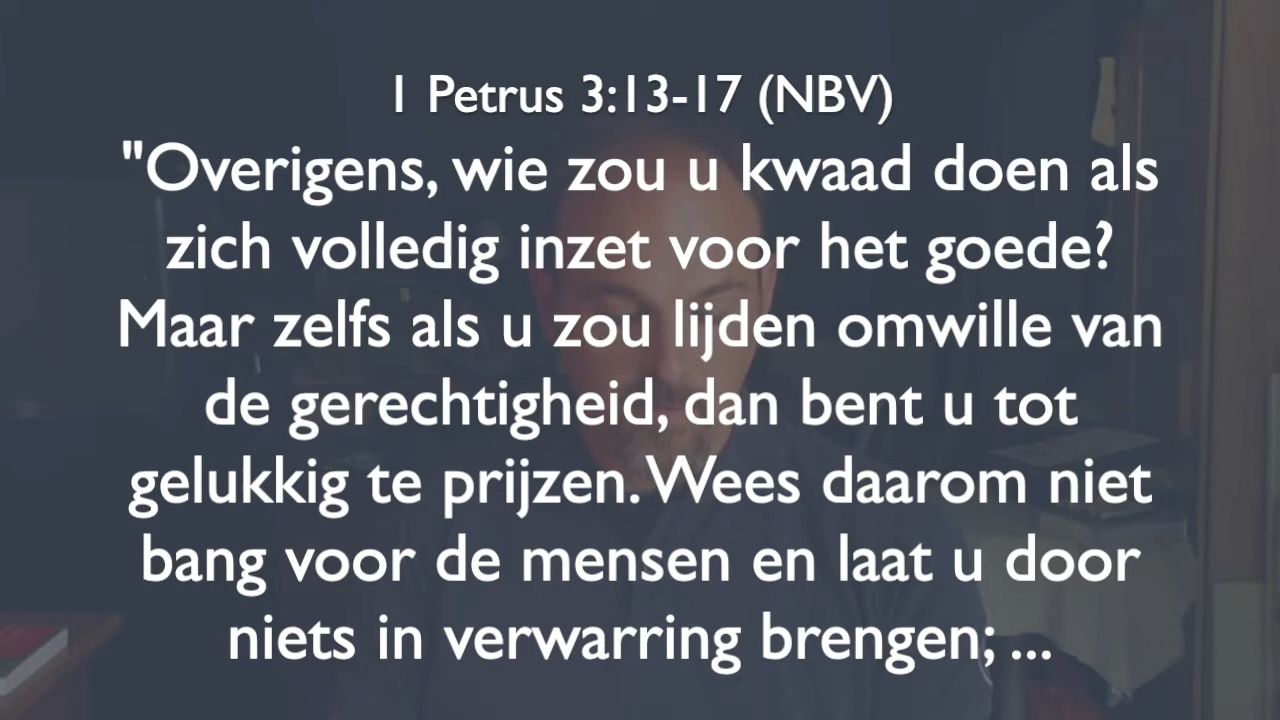 1 Petrus 3:13-17 (NBV)
"Overigens, wie zou u kwaad doen als
zich volledig inzet voor het goede?
Maar zelfs als u zou lijden omwille van
de gerechtigheid, dan bent u tot
gelukkig te prijzen. Wees daarom niet
bang voor de mensen en laat u door
niets in verwarring brengen; ...